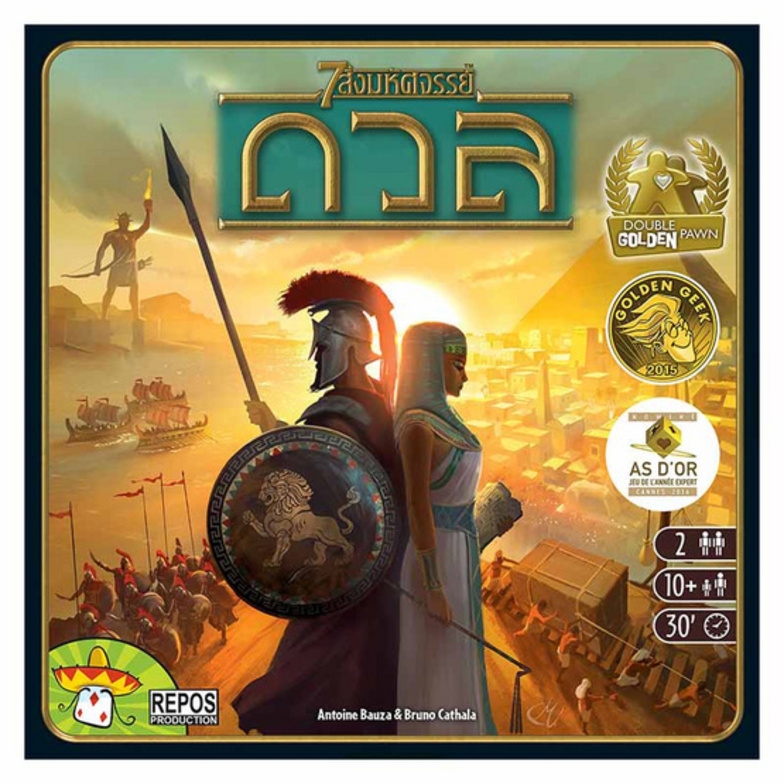 7สิ่งมหัศจรรย์™
ดวล
DOUBLE
GOLDEN PAWN
GOLDEN GEEK
2015
AS D'OR
JEU DE L'ANNÉE EXPERT
CANNES · 2016
2
10+
30'
REPOS
PRODUCTION
Antoine Bauza & Bruno Cathala